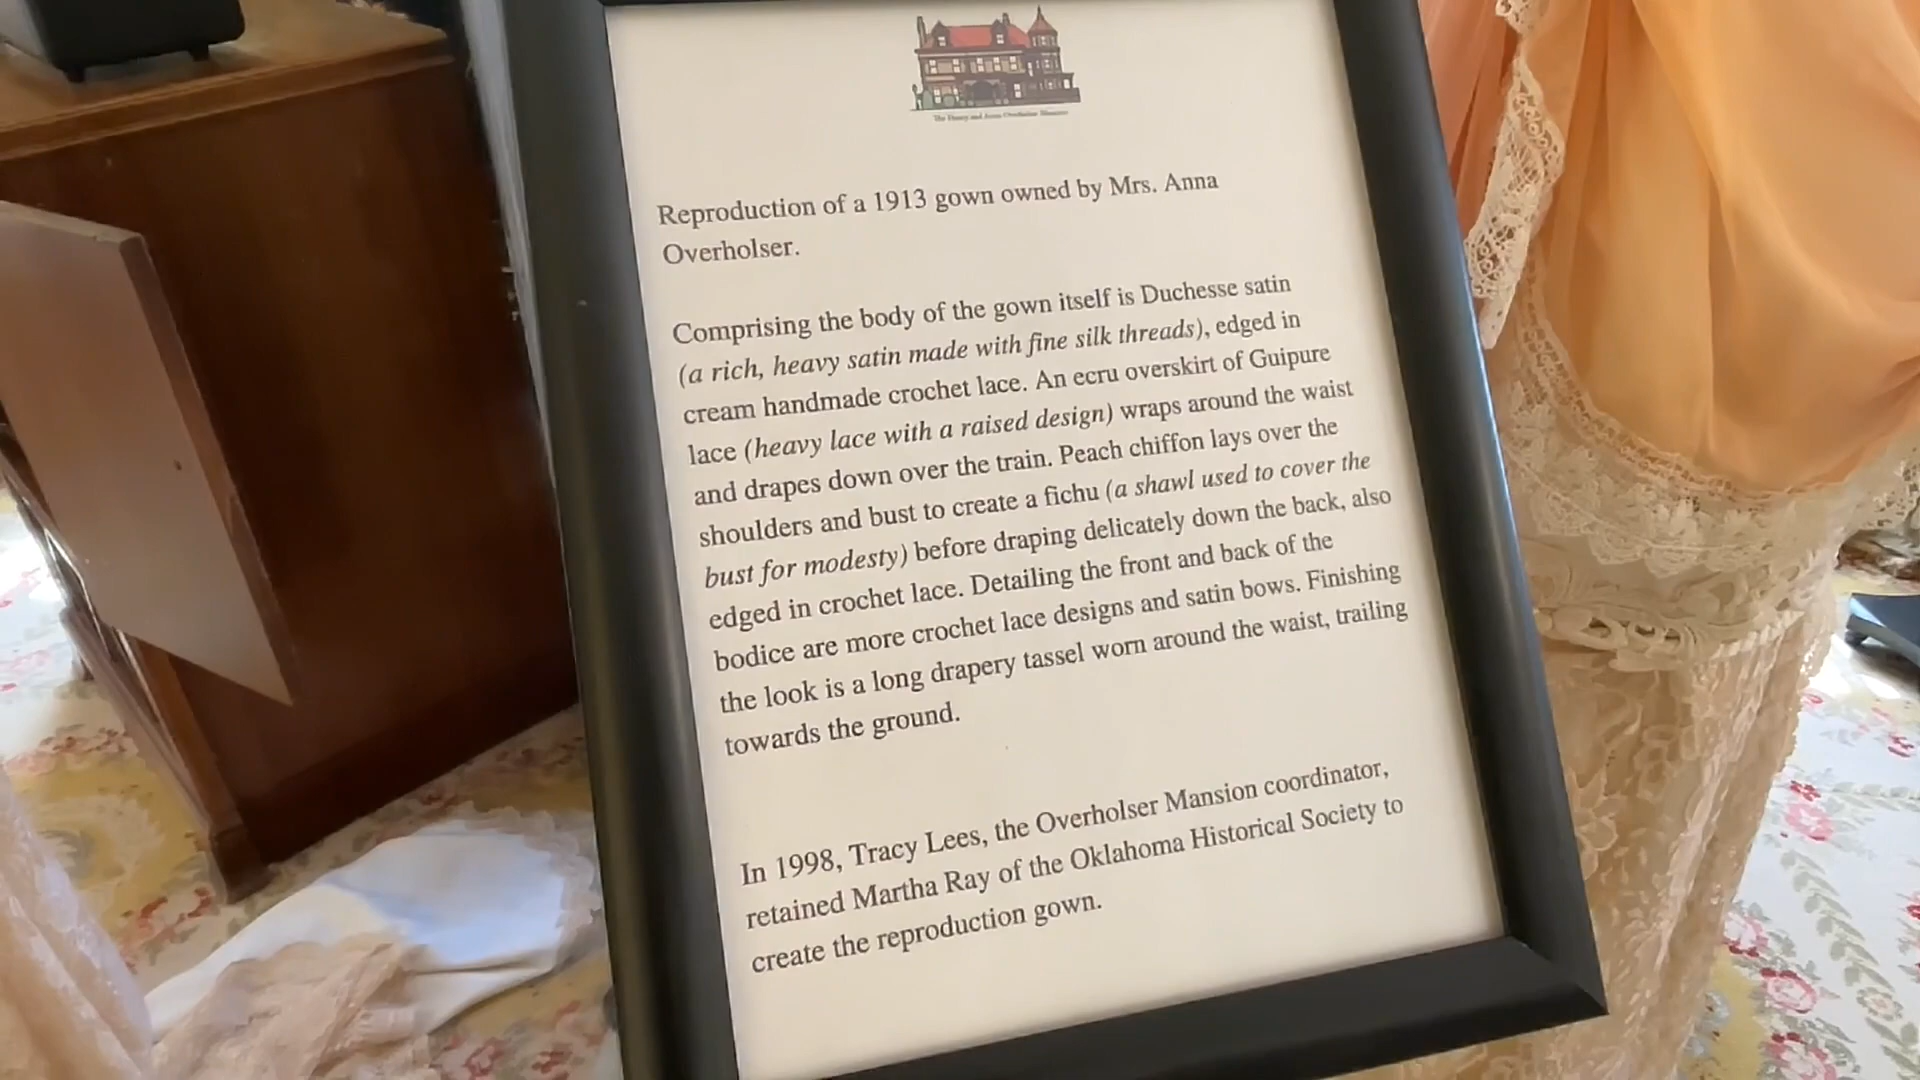 The Henry and Anna Overholser Mansion
Reproduction of a 1913 gown owned by Mrs. Anna
Overholser.
Comprising the body of the gown itself is Duchesse satin
(a rich, heavy satin made with fine silk threads), edged in
cream handmade crochet lace. An ecru overskirt of Guipure
lace (heavy lace with a raised design) wraps around the waist
and drapes down over the train. Peach chiffon lays over the
shoulders and bust to create a fichu (a shawl used to cover the
bust for modesty) before draping delicately down the back, also
edged in crochet lace. Detailing the front and back of the
bodice are more crochet lace designs and satin bows. Finishing
the look is a long drapery tassel worn around the waist, trailing
towards the ground.
In 1998, Tracy Lees, the Overholser Mansion coordinator,
retained Martha Ray of the Oklahoma Historical Society to
create the reproduction gown.